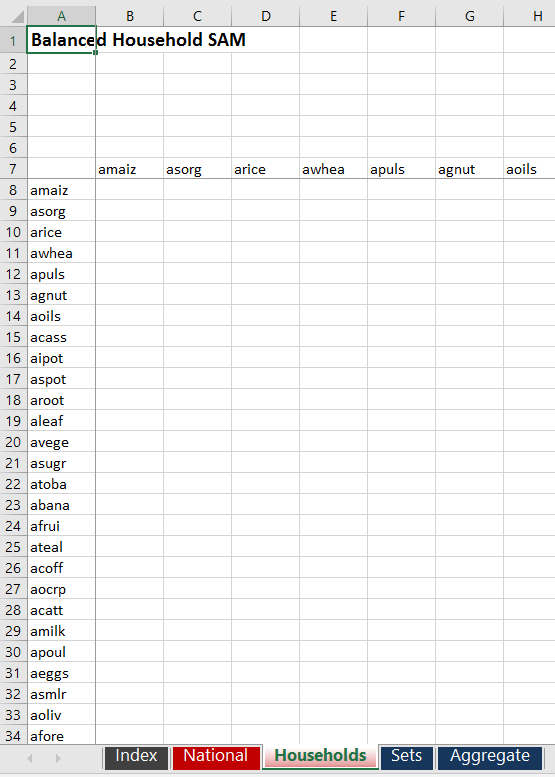 A B C D E F G H
1 Balanced Household SAM
2
3
4
5
6
7 amaiz asorg arice awhea apuls agnut aoils
8 amaiz
9 asorg
10 arice
11 awhea
12 apuls
13 agnut
14 aoils
15 acass
16 aipot
17 aspot
18 aroot
19 aleaf
20 avege
21 asugr
22 atoba
23 abana
24 afrui
25 ateal
26 acoff
27 aocrp
28 acatt
29 amilk
30 apoul
31 aeggs
32 asmlr
33 aoliv
34 afore
Index National Households Sets Aggregate